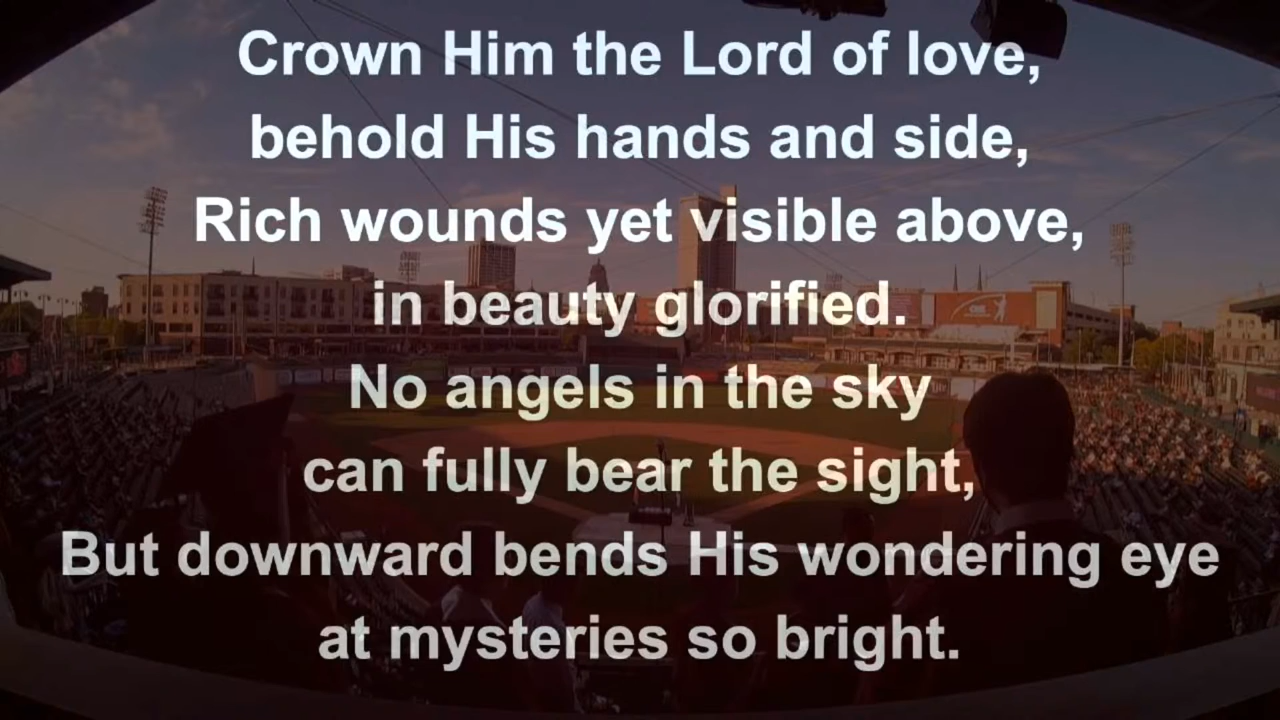 Crown Him the Lord of love,
behold His hands and side,
Rich wounds yet visible above,
in beauty glorified.
No angels in the sky
can fully bear the sight,
But downward bends His wondering eye
at mysteries so bright.